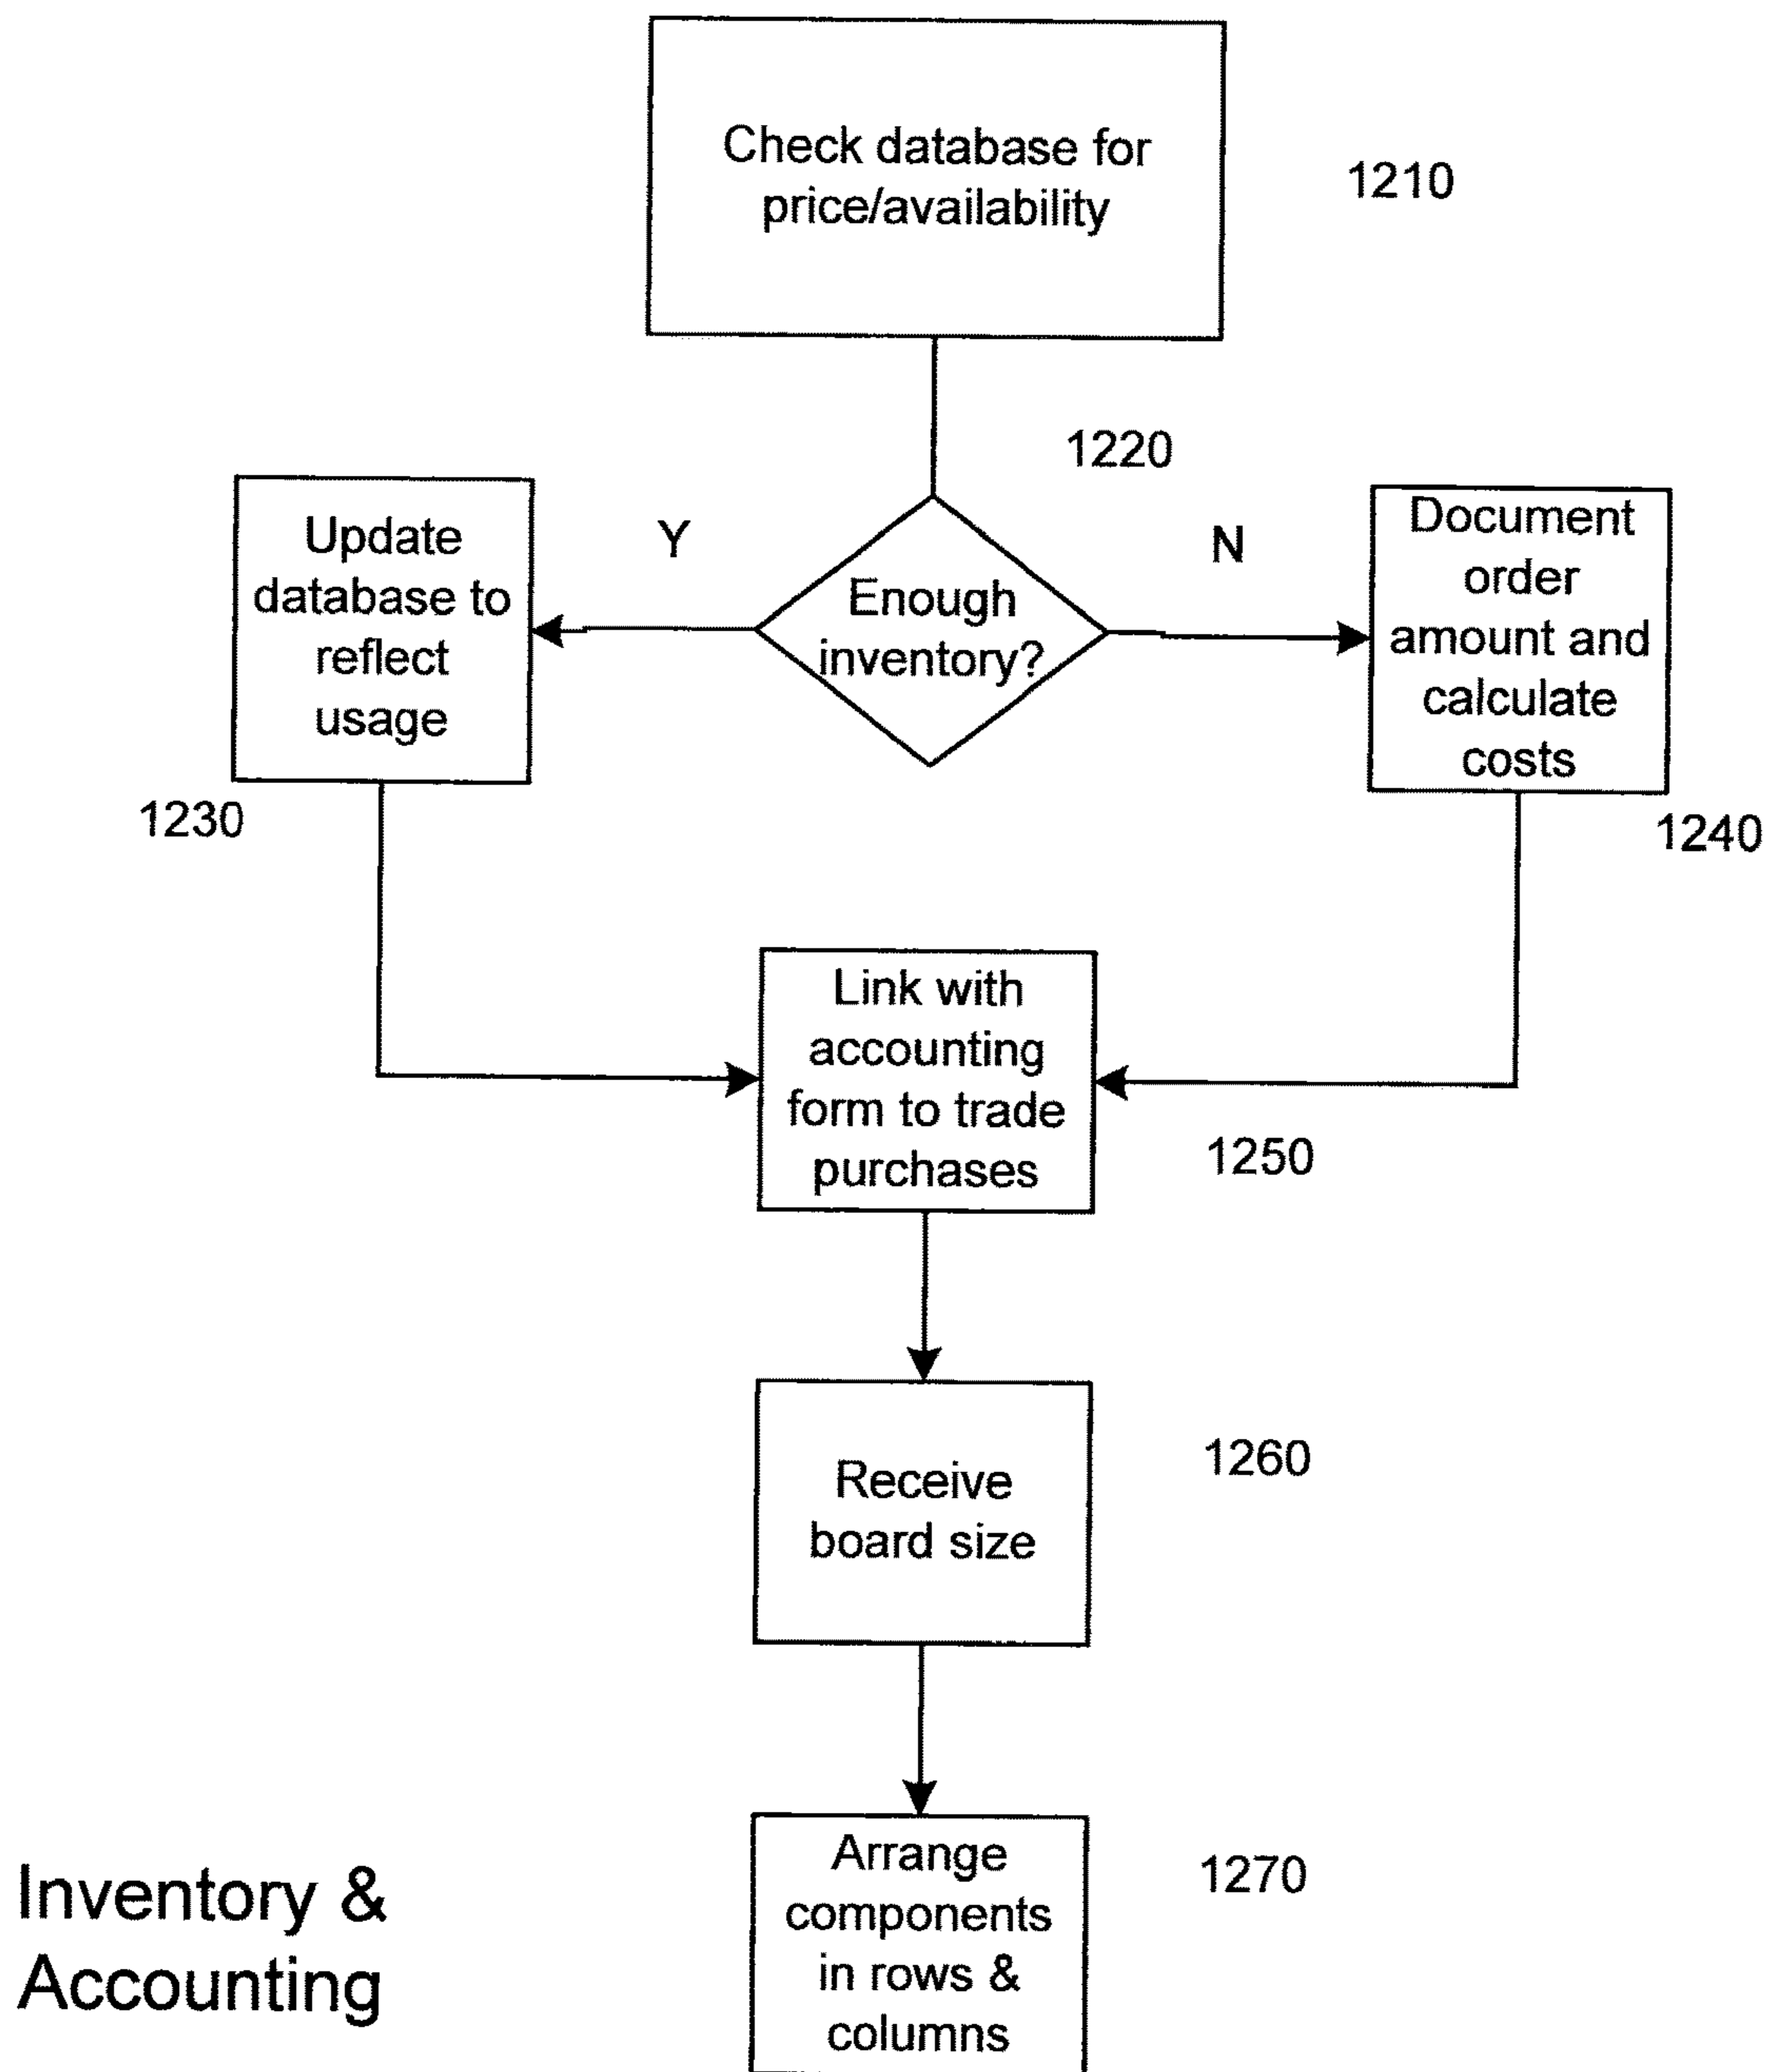 Check database for
price/availability
1210
1220
Update
database to
reflect
usage
Y
Enough
inventory?
N
Document
order
amount and
calculate
costs
1230
1240
Link with
accounting
form to trade
purchases
1250
Receive
board size
1260
Arrange
components
in rows &
columns
1270
Inventory &
Accounting